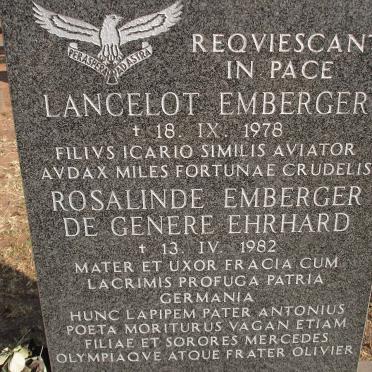 PER ASPERA AD ASTRA
REQVIESCANT
IN PACE
LANCELOT EMBERGER
† 18. IX. 1978
FILIVS ICARIO SIMILIS AVIATOR
AVDAX MILES FORTUNAE CRUDELIS
ROSALINDE EMBERGER
DE GENERE EHRHARD
† 13. IV. 1982
MATER ET UXOR FRACIA CUM
LACRIMIS PROFUGA PATRIA
GERMANIA
HUNC LAPIPEM PATER ANTONIUS
POETA MORITURUS VAGAN ETIAM
FILIAE ET SORORES MERCEDES
OLYMPIAQVE ATQUE FRATER OLIVIER